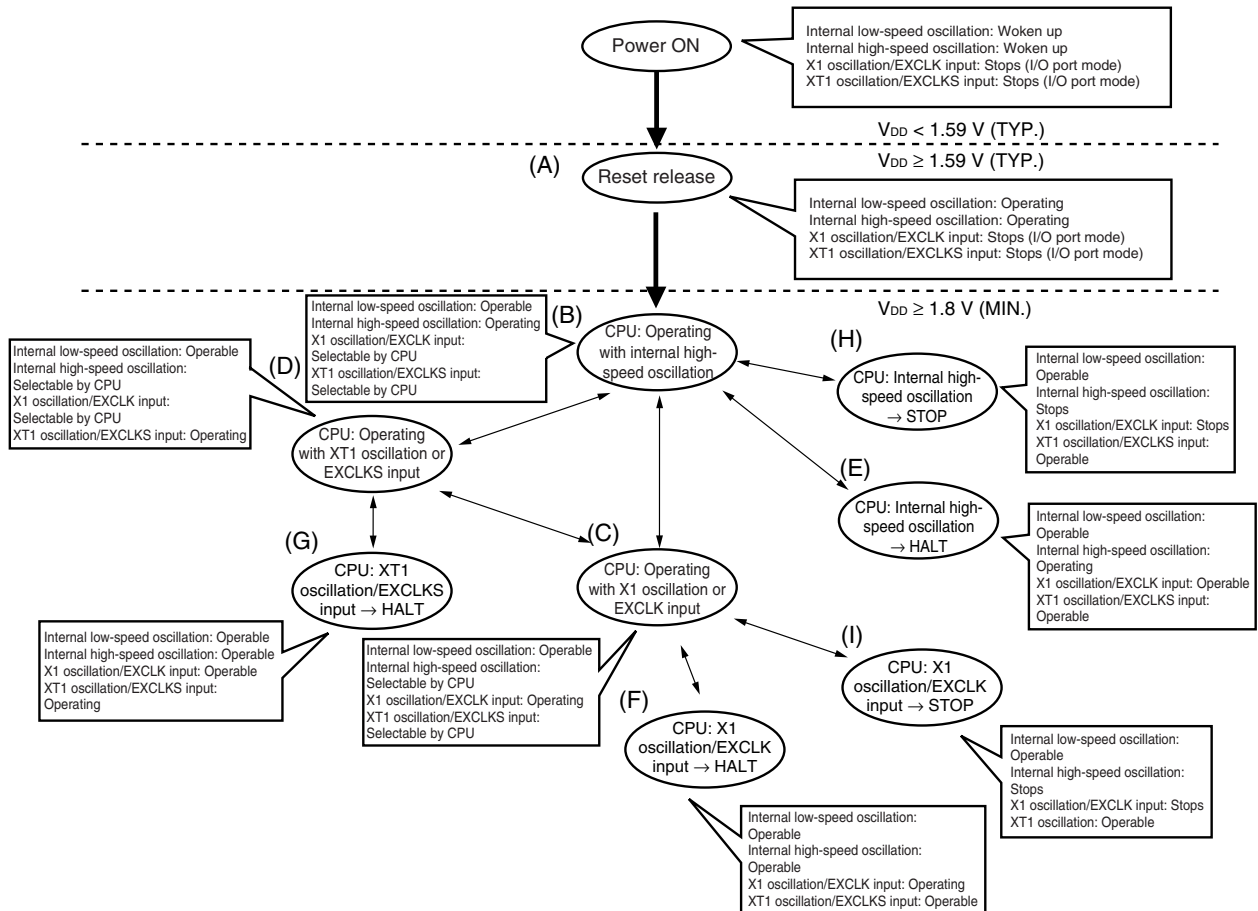 Power ON
Internal low-speed oscillation: Woken up
Internal high-speed oscillation: Woken up
X1 oscillation/EXCLK input: Stops (I/O port mode)
XT1 oscillation/EXCLKS input: Stops (I/O port mode)
VDD < 1.59 V (TYP.)
VDD ≥ 1.59 V (TYP.)
(A)
Reset release
Internal low-speed oscillation: Operating
Internal high-speed oscillation: Operating
X1 oscillation/EXCLK input: Stops (I/O port mode)
XT1 oscillation/EXCLKS input: Stops (I/O port mode)
VDD ≥ 1.8 V (MIN.)
(B)
CPU: Operating
with internal high-
speed oscillation
Internal low-speed oscillation: Operable
Internal high-speed oscillation: Operating
X1 oscillation/EXCLK input:
Selectable by CPU
XT1 oscillation/EXCLKS input:
Selectable by CPU
(D)
CPU: Operating
with XT1 oscillation or
EXCLKS input
Internal low-speed oscillation: Operable
Internal high-speed oscillation:
Selectable by CPU
X1 oscillation/EXCLK input:
Selectable by CPU
XT1 oscillation/EXCLKS input: Operating
(H)
CPU: Internal high-
speed oscillation
→ STOP
Internal low-speed oscillation:
Operable
Internal high-speed oscillation:
Stops
X1 oscillation/EXCLK input: Stops
XT1 oscillation/EXCLKS input:
Operable
(E)
CPU: Internal high-
speed oscillation
→ HALT
Internal low-speed oscillation:
Operable
Internal high-speed oscillation:
Operating
X1 oscillation/EXCLK input: Operable
XT1 oscillation/EXCLKS input:
Operable
(G)
CPU: XT1
oscillation/EXCLKS
input → HALT
Internal low-speed oscillation: Operable
Internal high-speed oscillation: Operable
X1 oscillation/EXCLK input: Operable
XT1 oscillation/EXCLKS input:
Operating
(C)
CPU: Operating
with X1 oscillation or
EXCLK input
Internal low-speed oscillation: Operable
Internal high-speed oscillation:
Selectable by CPU
X1 oscillation/EXCLK input: Operating
XT1 oscillation/EXCLKS input:
Selectable by CPU
(I)
CPU: X1
oscillation/EXCLK
input → STOP
Internal low-speed oscillation:
Operable
Internal high-speed oscillation:
Stops
X1 oscillation/EXCLK input: Stops
XT1 oscillation: Operable
(F)
CPU: X1
oscillation/EXCLK
input → HALT
Internal low-speed oscillation:
Operable
Internal high-speed oscillation:
Operable
X1 oscillation/EXCLK input: Operating
XT1 oscillation/EXCLKS input: Operable